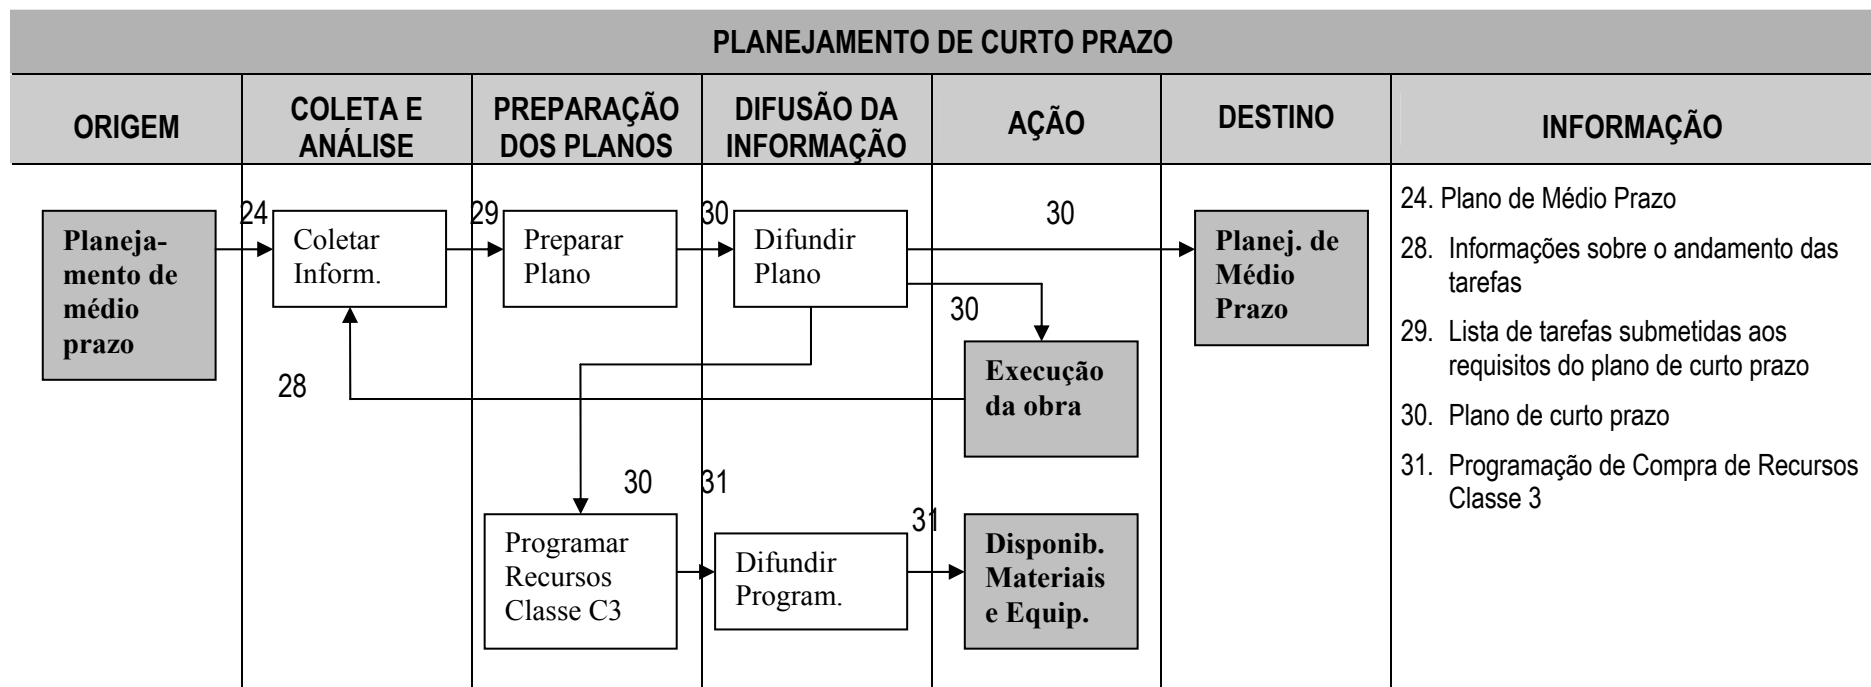 PLANEJAMENTO DE CURTO PRAZO
ORIGEM
COLETA E
ANÁLISE
PREPARAÇÃO
DOS PLANOS
DIFUSÃO DA
INFORMAÇÃO
AÇÃO
DESTINO
INFORMAÇÃO
Planeja-
mento de
médio
prazo
24
Coletar
Inform.
29
Preparar
Plano
30
Difundir
Plano
30
Planej. de
Médio
Prazo
30
Execução
da obra
28
30
31
31
Programar
Recursos
Classe C3
Difundir
Program.
Disponib.
Materiais
e Equip.
24. Plano de Médio Prazo
28. Informações sobre o andamento das
tarefas
29. Lista de tarefas submetidas aos
requisitos do plano de curto prazo
30. Plano de curto prazo
31. Programação de Compra de Recursos
Classe 3